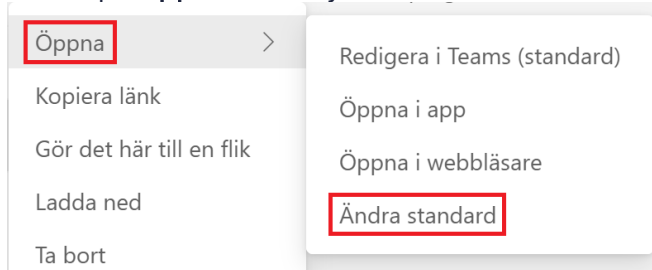 Öppna
Kopiera länk
Gör det här till en flik
Ladda ned
Ta bort
Redigera i Teams (standard)
Öppna i app
Öppna i webbläsare
Ändra standard